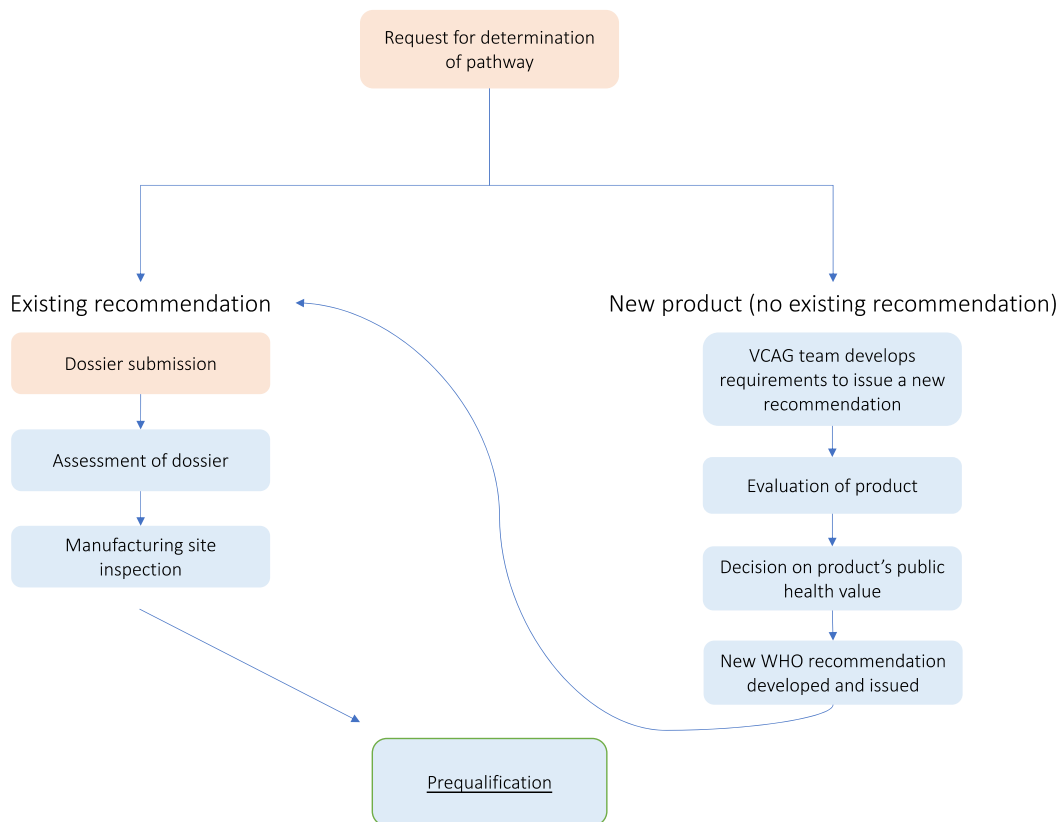 Request for determination
of pathway
Existing recommendation
Dossier submission
Assessment of dossier
Manufacturing site
inspection
New product (no existing recommendation)
VCAG team develops
requirements to issue a new
recommendation
Evaluation of product
Decision on product’s public
health value
New WHO recommendation
developed and issued
Prequalification